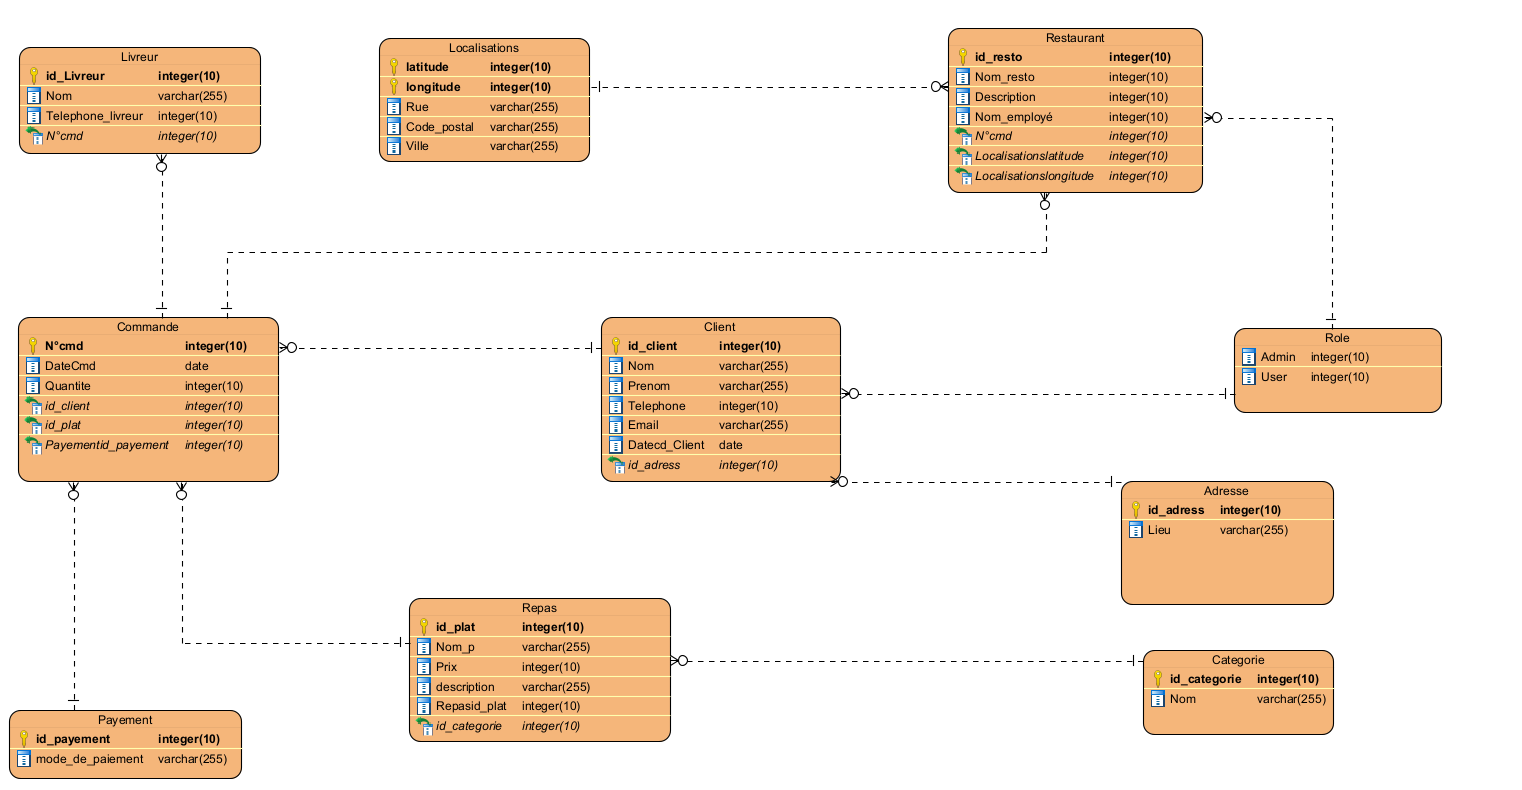 Livreur
id_Livreur integer(10)
Nom varchar(255)
Telephone_livreur integer(10)
N°cmd integer(10)
Localisations
latitude integer(10)
longitude integer(10)
Rue varchar(255)
Code_postal varchar(255)
Ville varchar(255)
Restaurant
id_resto integer(10)
Nom_resto integer(10)
Description integer(10)
Nom_employé integer(10)
N°cmd integer(10)
Localisationslatitude integer(10)
Localisationslongitude integer(10)
Commande
N°cmd integer(10)
DateCmd date
Quantite integer(10)
id_client integer(10)
id_plat integer(10)
Payementid_payement integer(10)
Client
id_client integer(10)
Nom varchar(255)
Prenom varchar(255)
Telephone integer(10)
Email varchar(255)
Datecd_Client date
id_adress integer(10)
Role
Admin integer(10)
User integer(10)
Adresse
id_adress integer(10)
Lieu varchar(255)
Repas
id_plat integer(10)
Nom_p varchar(255)
Prix integer(10)
description varchar(255)
Repasid_plat integer(10)
id_categorie integer(10)
Categorie
id_categorie integer(10)
Nom varchar(255)
Payement
id_payement integer(10)
mode_de_paiement varchar(255)